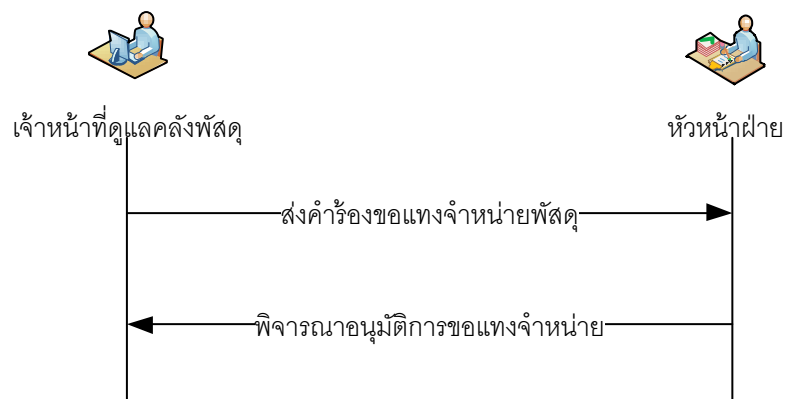 เจ้าหน้าที่ดูแลคลังพัสดุ
หัวหน้าฝ่าย
ส่งคำร้องขอแทงจำหน่ายพัสดุ
พิจารณาอนุมัติการขอแทงจำหน่าย